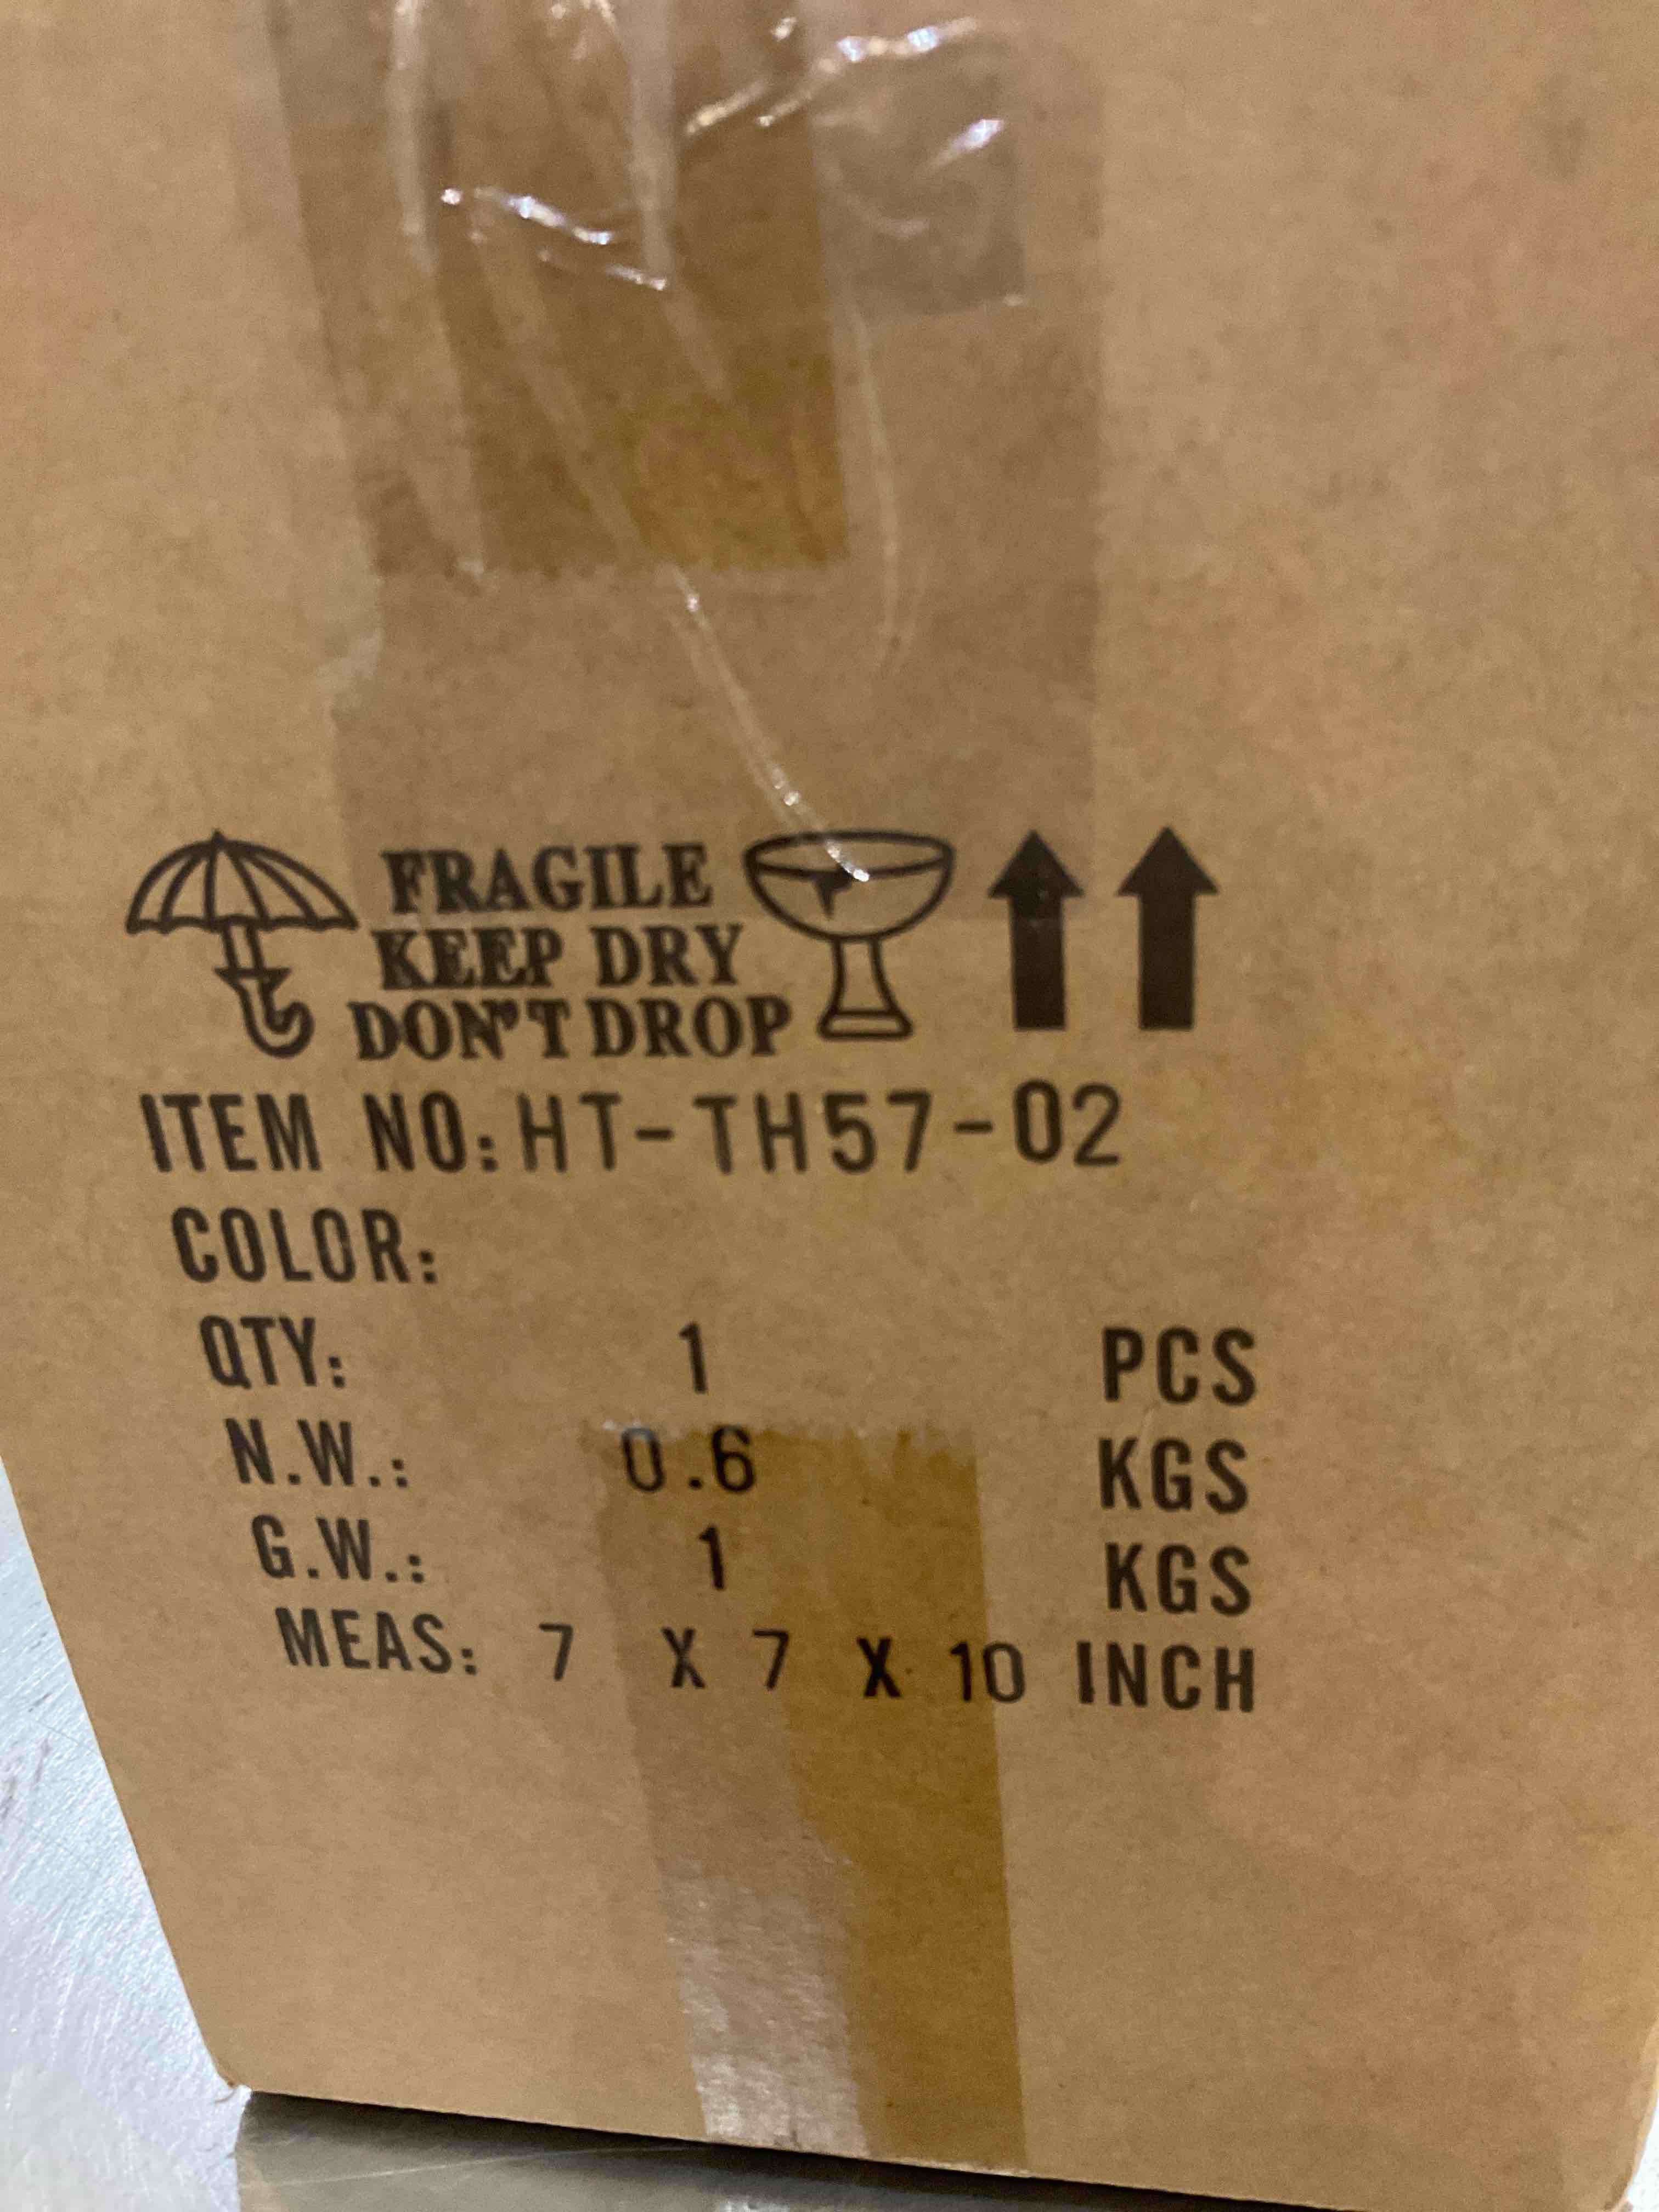 FRAGILE
KEEP DRY
DON'T DROP
ITEM NO: HT-TH57-02
COLOR:
QTY: 1 PCS
N.W.: 0.6 KGS
G.W.: 1 KGS
MEAS: 7 X 7 X 10 INCH